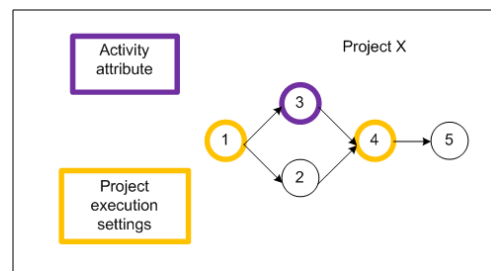 Activity
attribute
Project X
3
1
4
5
2
Project
execution
settings